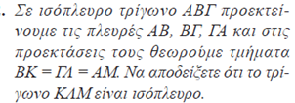 . Σε ισόπλευρο τρίγωνο ΑΒΓ προεκτεί-
νουμε τις πλευρές ΑΒ, ΒΓ, ΓΑ και στις
προεκτάσεις τους θεωρούμε τμήματα
ΒΚ = ΓΛ = ΑΜ. Να αποδείξετε ότι το τρί-
γωνο ΚΛΜ είναι ισόπλευρο.